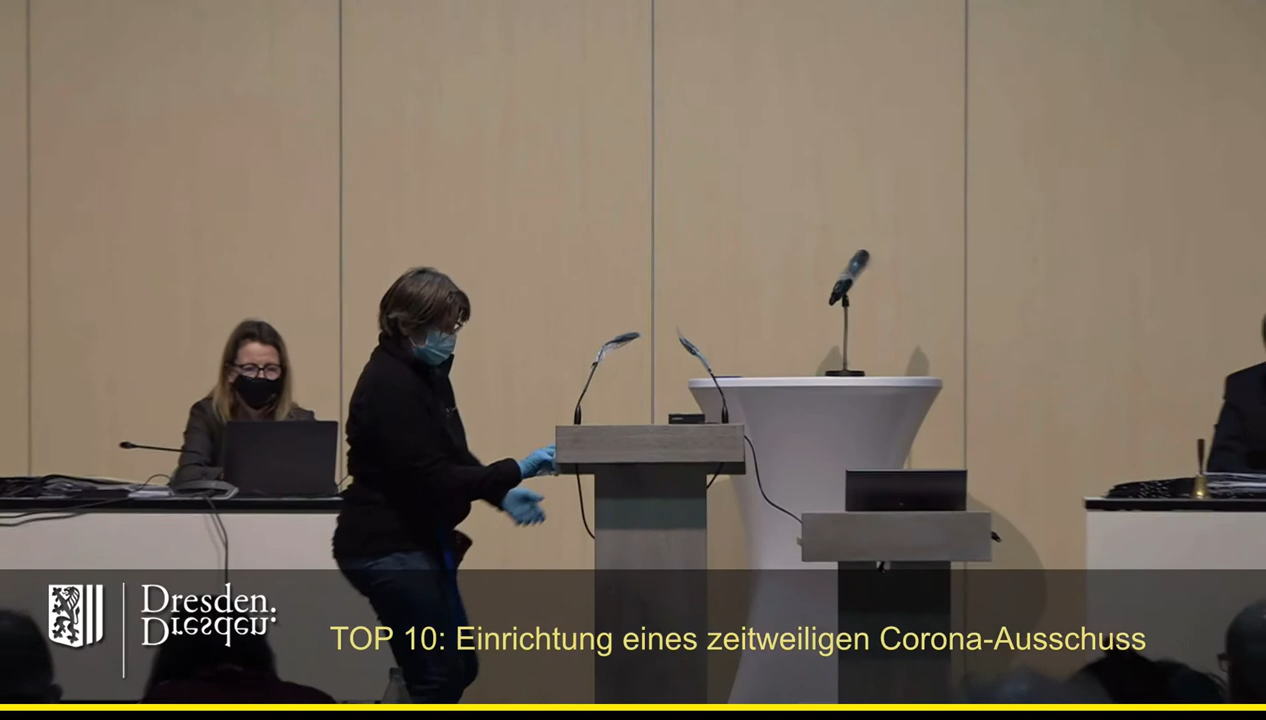 Dresden.
Dresden.
TOP 10: Einrichtung eines zeitweiligen Corona-Ausschuss